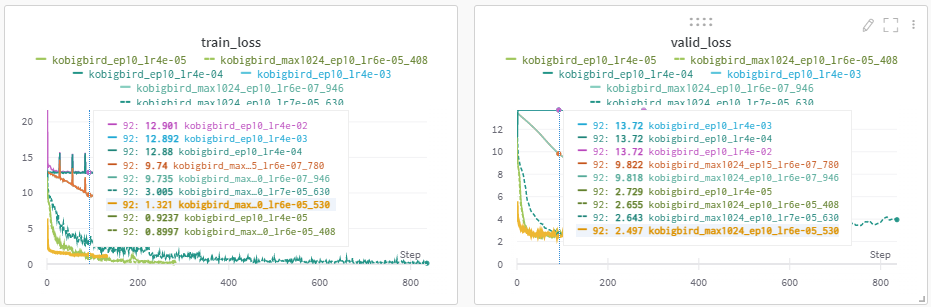 train_loss
kobigbird_ep10_lr4e-05 kobigbird_max1024_ep10_lr6e-05_408
kobigbird_ep10_lr4e-04 kobigbird_ep10_lr4e-03
kobigbird_max1024_ep10_lr6e-07_946
kobigbird_max1024_ep10_lr7e-05_630
20
15
10
5
0
92: 12.901 kobigbird_ep10_lr4e-02
92: 12.892 kobigbird_ep10_lr4e-03
92: 12.88 kobigbird_ep10_lr4e-04
92: 9.74 kobigbird_max…5_lr6e-07_780
92: 9.735 kobigbird_max…0_lr6e-07_946
92: 3.005 kobigbird_max…0_lr7e-05_630
92: 1.321 kobigbird_max…0_lr6e-05_530
92: 0.9237 kobigbird_ep10_lr4e-05
92: 0.8997 kobigbird_max…0_lr6e-05_408
Step
0 200 400 600 800
valid_loss
kobigbird_ep10_lr4e-05 kobigbird_max1024_ep10_lr6e-05_408
kobigbird_ep10_lr4e-04 kobigbird_ep10_lr4e-03
kobigbird_max1024_ep10_lr6e-07_946
kobigbird_max1024_ep10_lr7e-05_630
12
10
8
6
4
2
0
92: 13.72 kobigbird_ep10_lr4e-03
92: 13.72 kobigbird_ep10_lr4e-04
92: 13.72 kobigbird_ep10_lr4e-02
92: 9.822 kobigbird_max1024_ep15_lr6e-07_780
92: 9.818 kobigbird_max1024_ep10_lr6e-07_946
92: 2.729 kobigbird_ep10_lr4e-05
92: 2.655 kobigbird_max1024_ep10_lr6e-05_408
92: 2.643 kobigbird_max1024_ep10_lr7e-05_630
92: 2.497 kobigbird_max1024_ep10_lr6e-05_530
Step
0 200 400 600 800